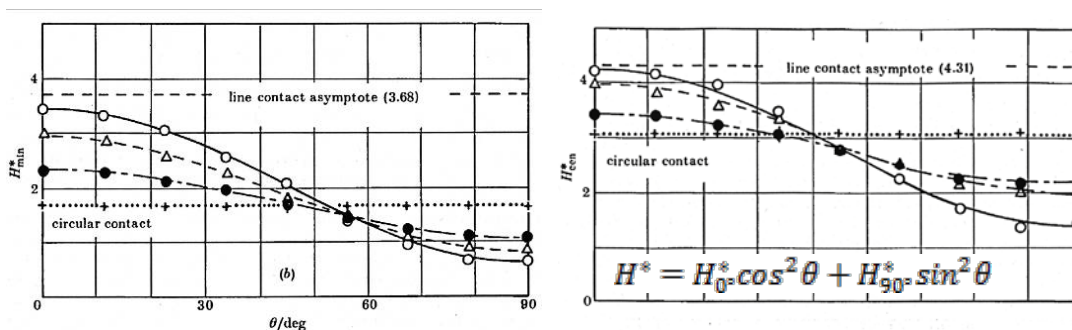 4
line contact asymptote (3.68)
H*min
2
circular contact
(b)
0
30
60
90
θ/deg
4
line contact asymptote (4.31)
H*cen
circular contact
2
0
H* = H*0° cos²θ + H*90° sin²θ